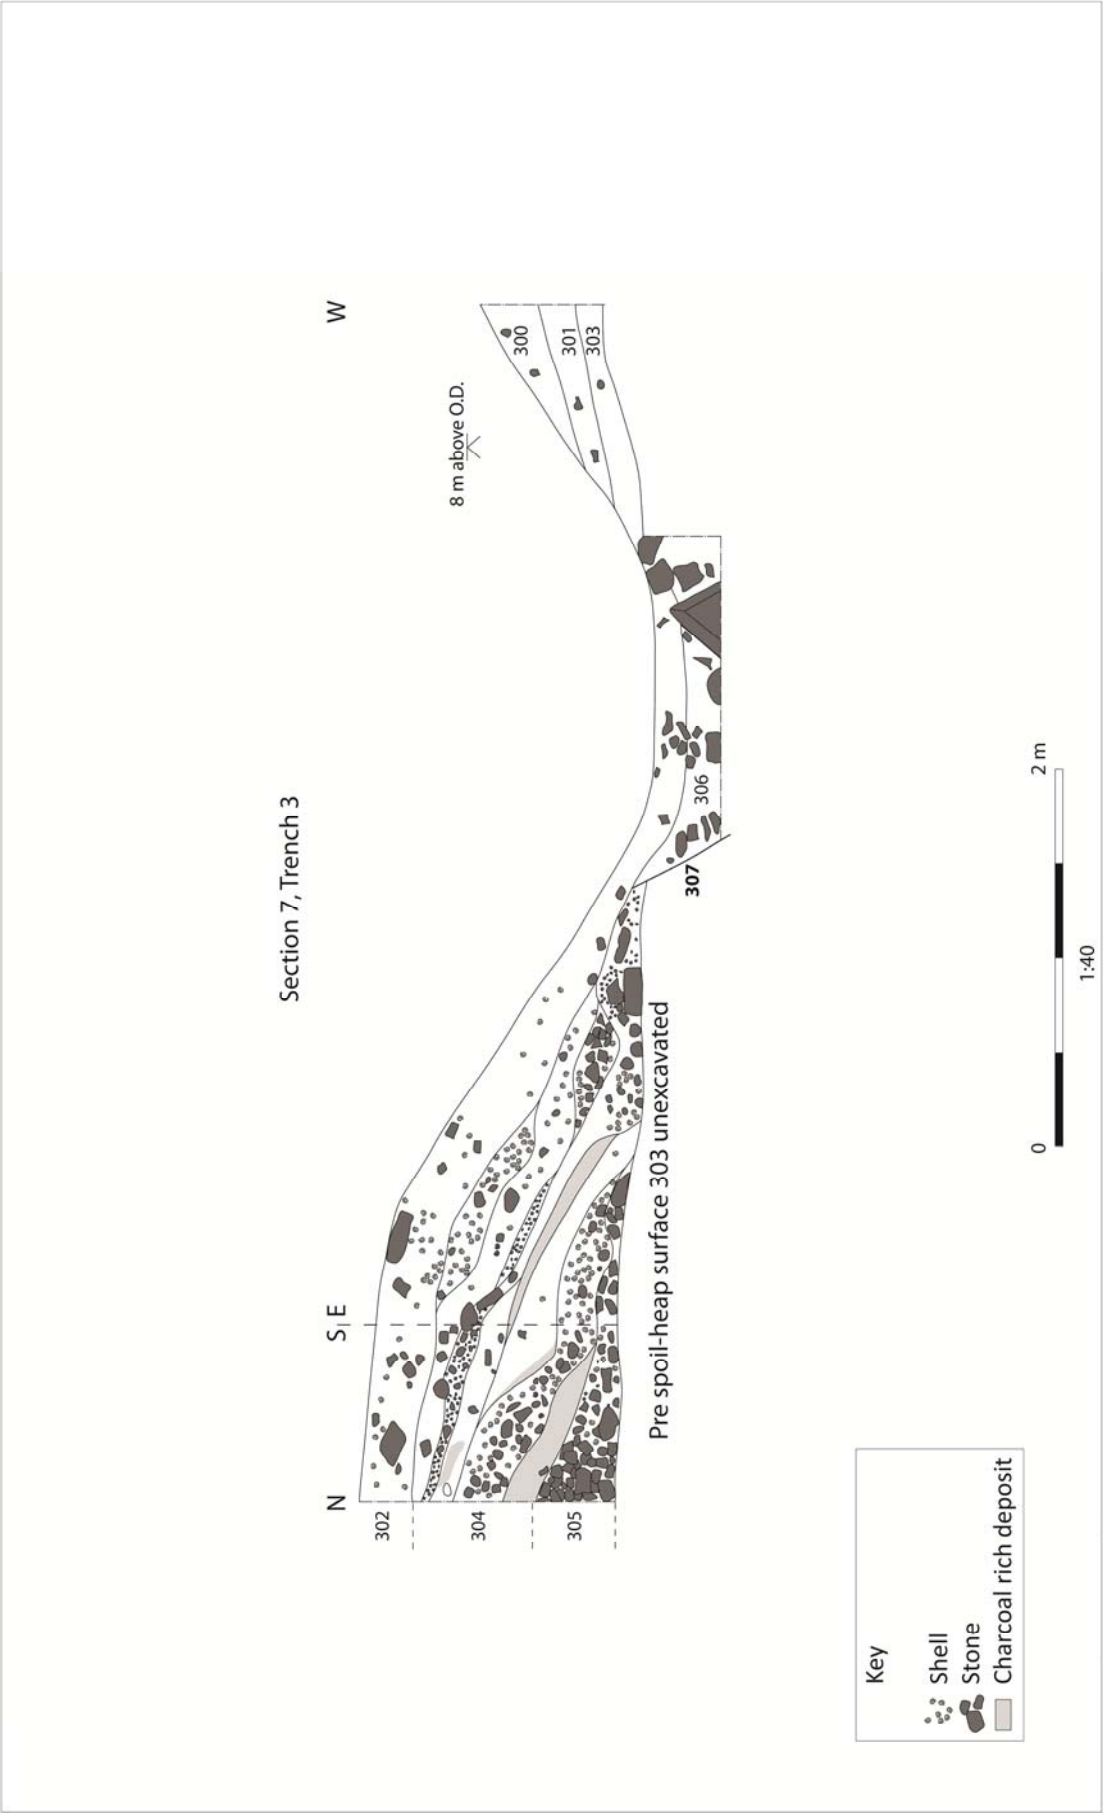 Section 7, Trench 3
N
S
E
W
8 m above O.D.
302
304
305
300
301
303
306
307
Pre spoil-heap surface 303 unexcavated
Key
Shell
Stone
Charcoal rich deposit
0
2 m
1:40